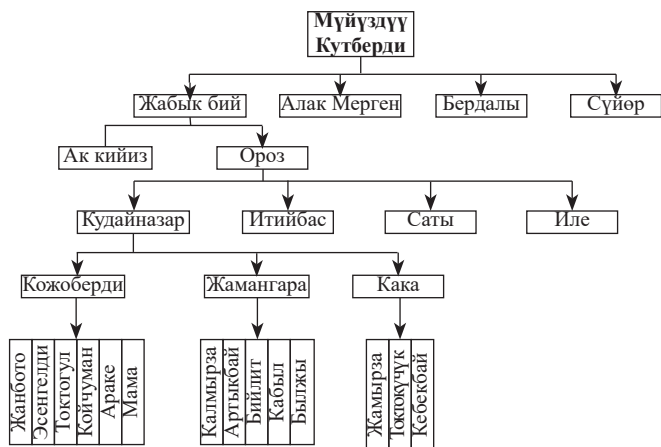 Мүйүздүү
Кутберди
Жабык бий
Алак Мерген
Бердалы
Сүйөр
Ак кийиз
Ороз
Кудайназар
Итийбас
Саты
Иле
Кожоберди
Жамангара
Кака
Жанбото
Эсенгелди
Токтогул
Койчуман
Араке
Мама
Калмырза
Артыкбай
Бийлит
Кабыл
Былжы
Жамырза
Токтокүчүк
Кебекбай